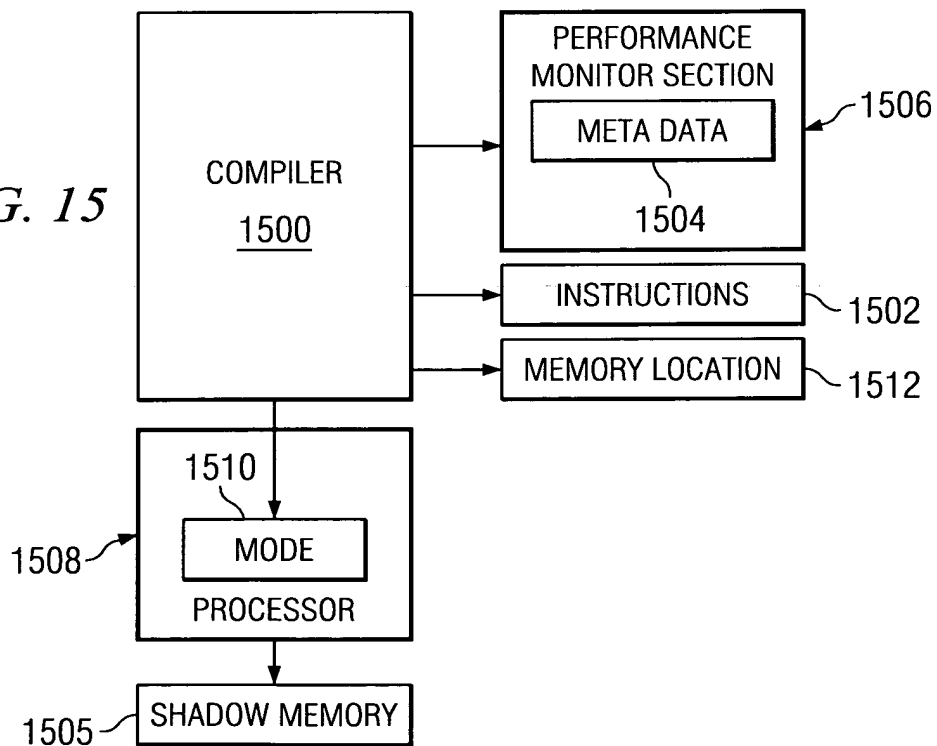 G. 15
COMPILER
1500
PERFORMANCE
MONITOR SECTION
META DATA
1504
1506
INSTRUCTIONS
1502
MEMORY LOCATION
1512
1510
MODE
PROCESSOR
1508
SHADOW MEMORY
1505